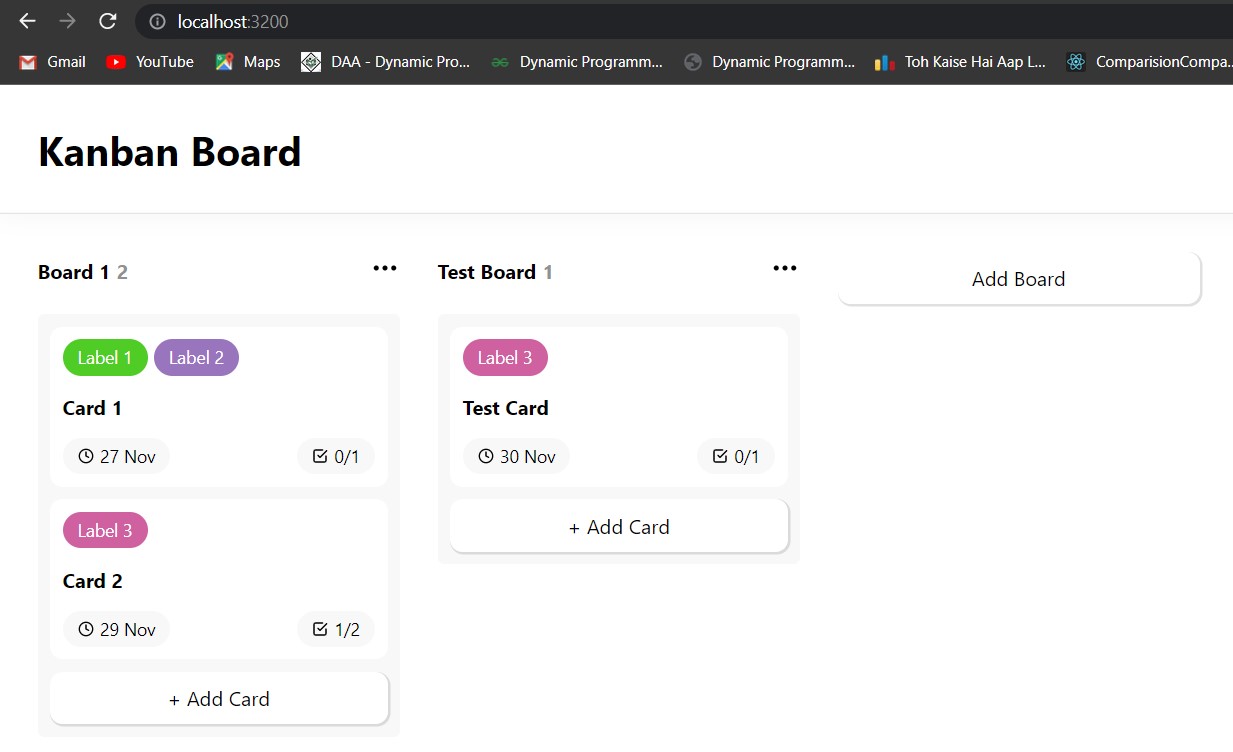 localhost:3200
Gmail YouTube Maps DAA - Dynamic Pro... Dynamic Programm... Dynamic Programm... Toh Kaise Hai Aap L... ComparisionCompa...
Kanban Board
Board 1 2
Label 1 Label 2
Card 1
27 Nov 0/1
Label 3
Card 2
29 Nov 1/2
+ Add Card
Test Board 1
Label 3
Test Card
30 Nov 0/1
+ Add Card
Add Board